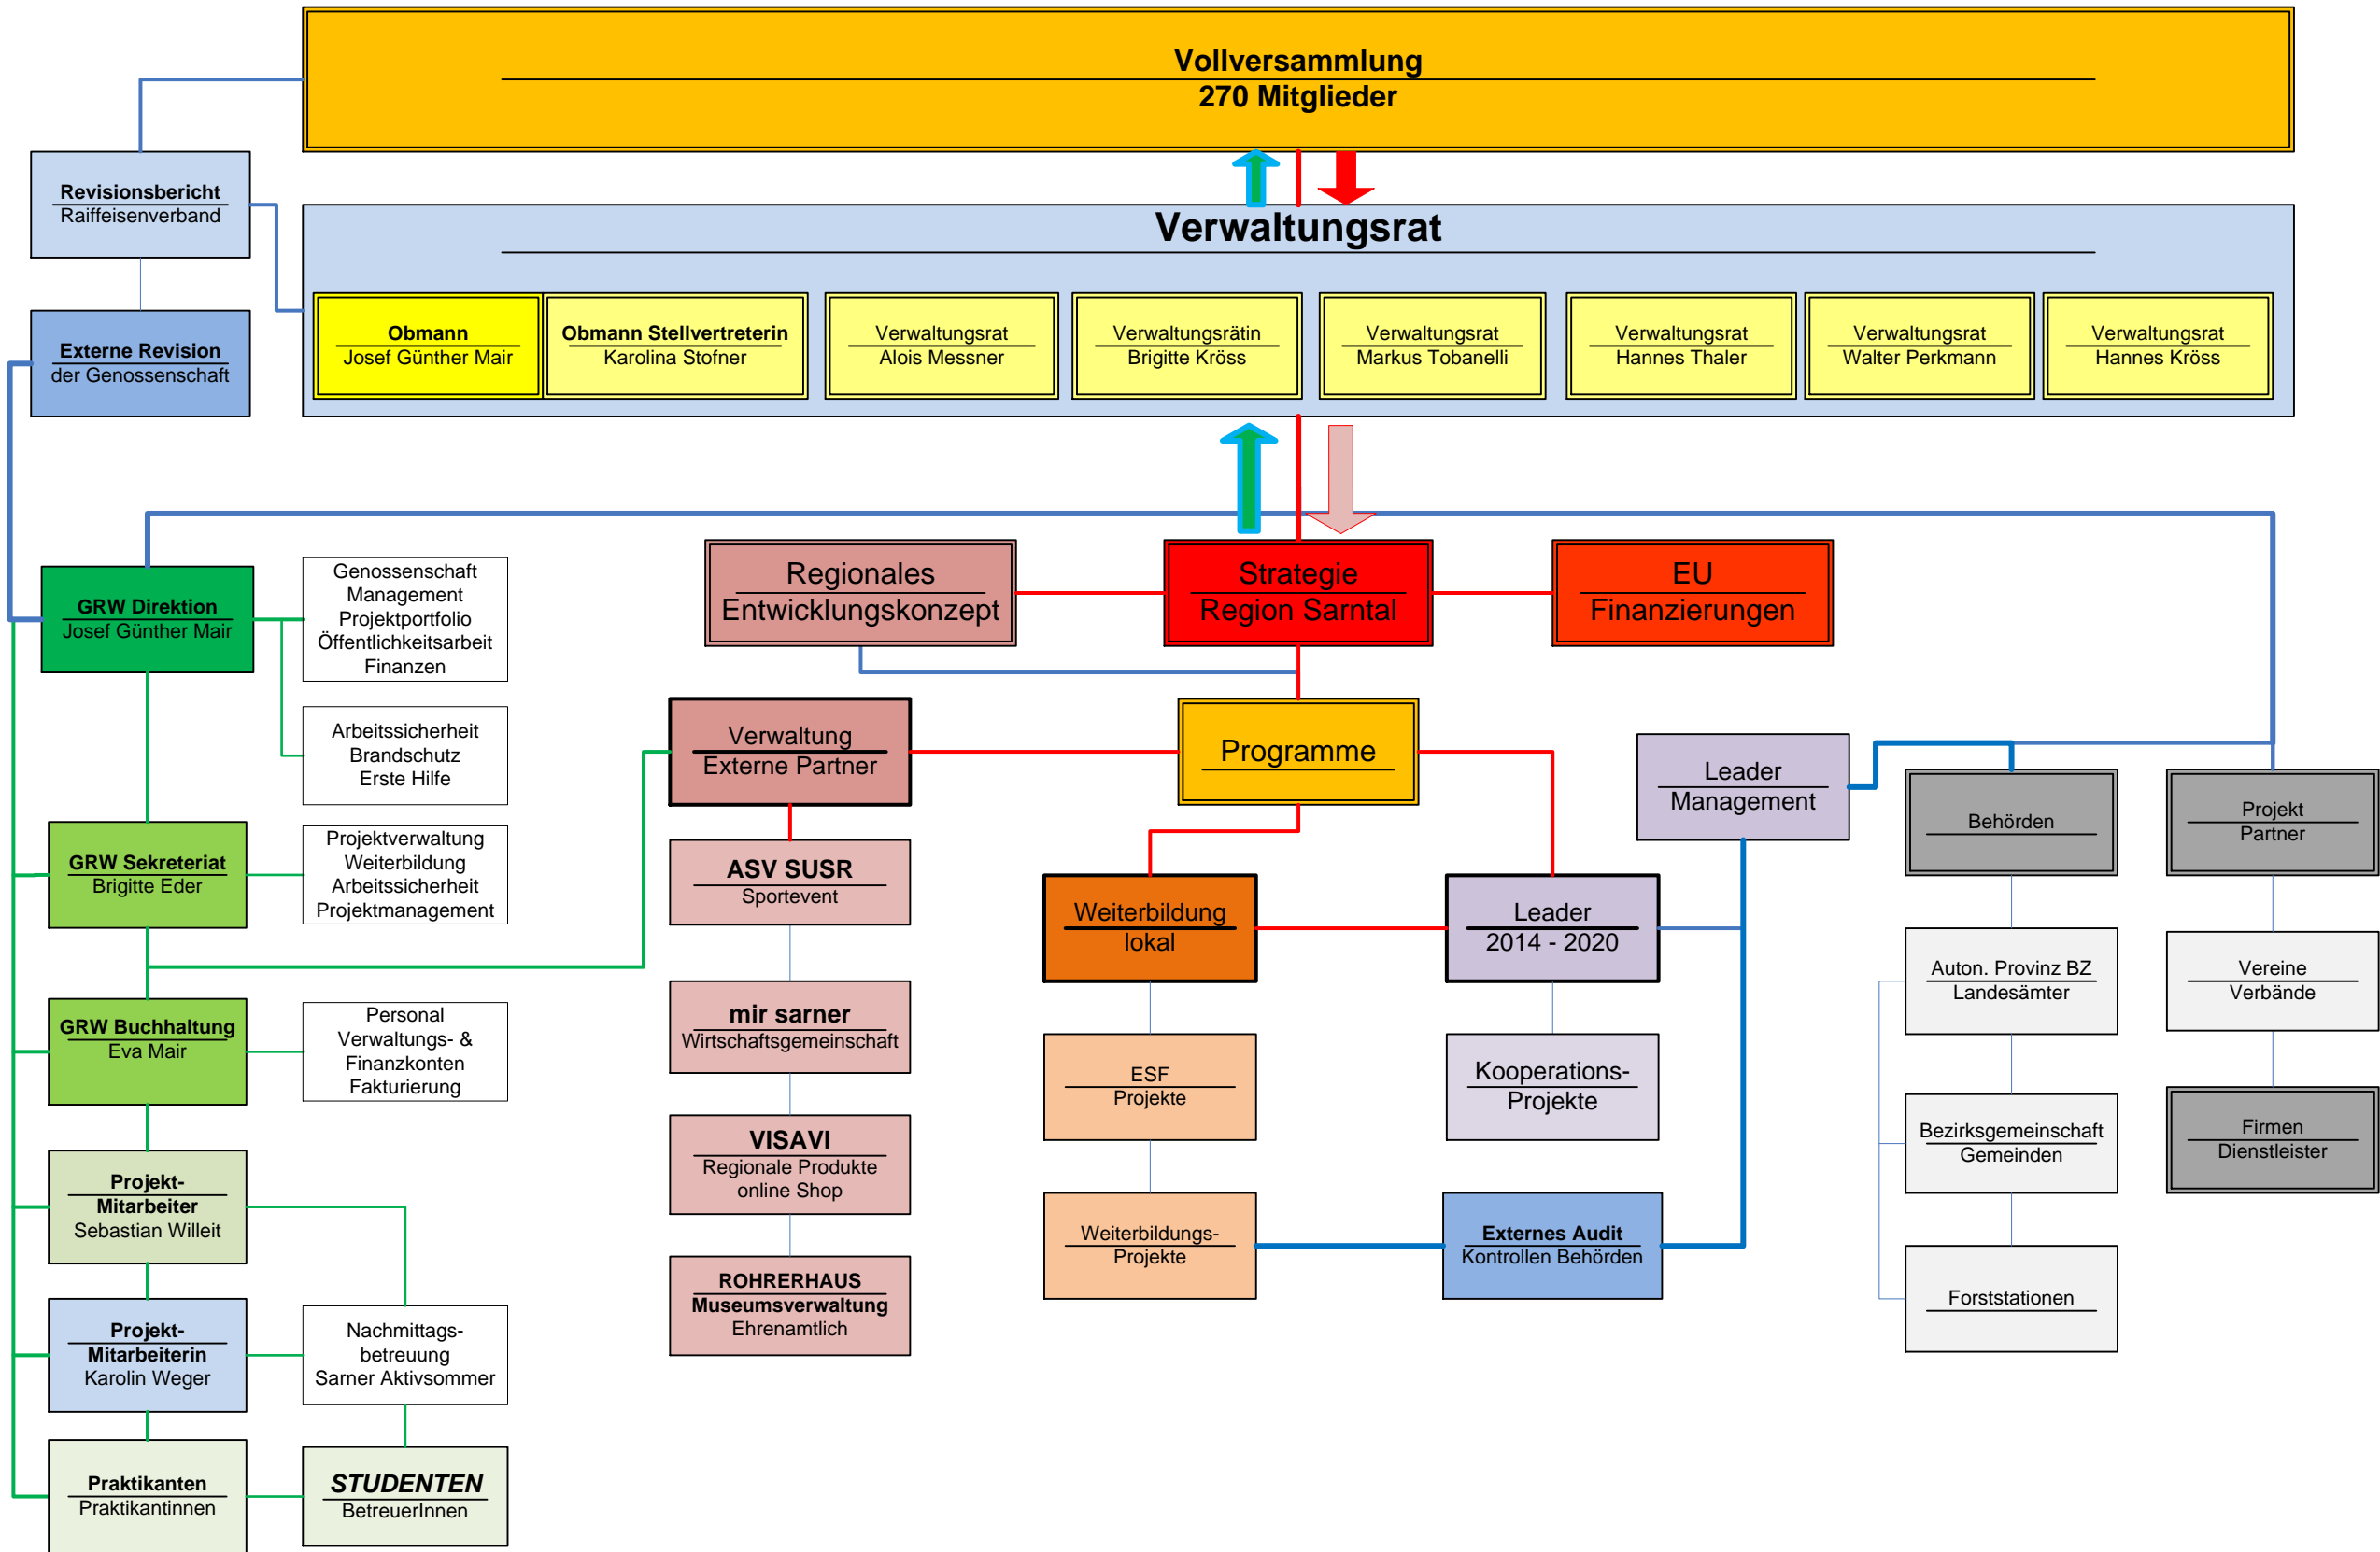 Vollversammlung
270 Mitglieder
Revisionsbericht
Raiffeisenverband
Externe Revision
der Genossenschaft
Verwaltungsrat
Obmann
Josef Günther Mair
Obmann Stellvertreterin
Karolina Stofner
Verwaltungsrat
Alois Messner
Verwaltungsrätin
Brigitte Kröss
Verwaltungsrat
Markus Tobanelli
Verwaltungsrat
Hannes Thaler
Verwaltungsrat
Walter Perkmann
Verwaltungsrat
Hannes Kröss
GRW Direktion
Josef Günther Mair
Genossenschaft
Management
Projektportfolio
Öffentlichkeitsarbeit
Finanzen
Arbeitssicherheit
Brandschutz
Erste Hilfe
GRW Sekreteriat
Brigitte Eder
Projektverwaltung
Weiterbildung
Arbeitssicherheit
Projektmanagement
GRW Buchhaltung
Eva Mair
Personal
Verwaltungs- &
Finanzkonten
Fakturierung
Projekt-
Mitarbeiter
Sebastian Willeit
Projekt-
Mitarbeiterin
Karolin Weger
Nachmittags-
betreuung
Sarner Aktivsommer
Praktikanten
Praktikantinnen
STUDENTEN
BetreuerInnen
Regionales
Entwicklungskonzept
Strategie
Region Sarntal
EU
Finanzierungen
Verwaltung
Externe Partner
Programme
ASV SUSR
Sportevent
mir sarner
Wirtschaftsgemeinschaft
VISAVI
Regionale Produkte
online Shop
ROHRERHAUS
Museumsverwaltung
Ehrenamtlich
Weiterbildung
lokal
ESF
Projekte
Weiterbildungs-
Projekte
Leader
2014 - 2020
Kooperations-
Projekte
Externes Audit
Kontrollen Behörden
Leader
Management
Behörden
Auton. Provinz BZ
Landesämter
Bezirksgemeinschaft
Gemeinden
Forststationen
Projekt
Partner
Vereine
Verbände
Firmen
Dienstleister